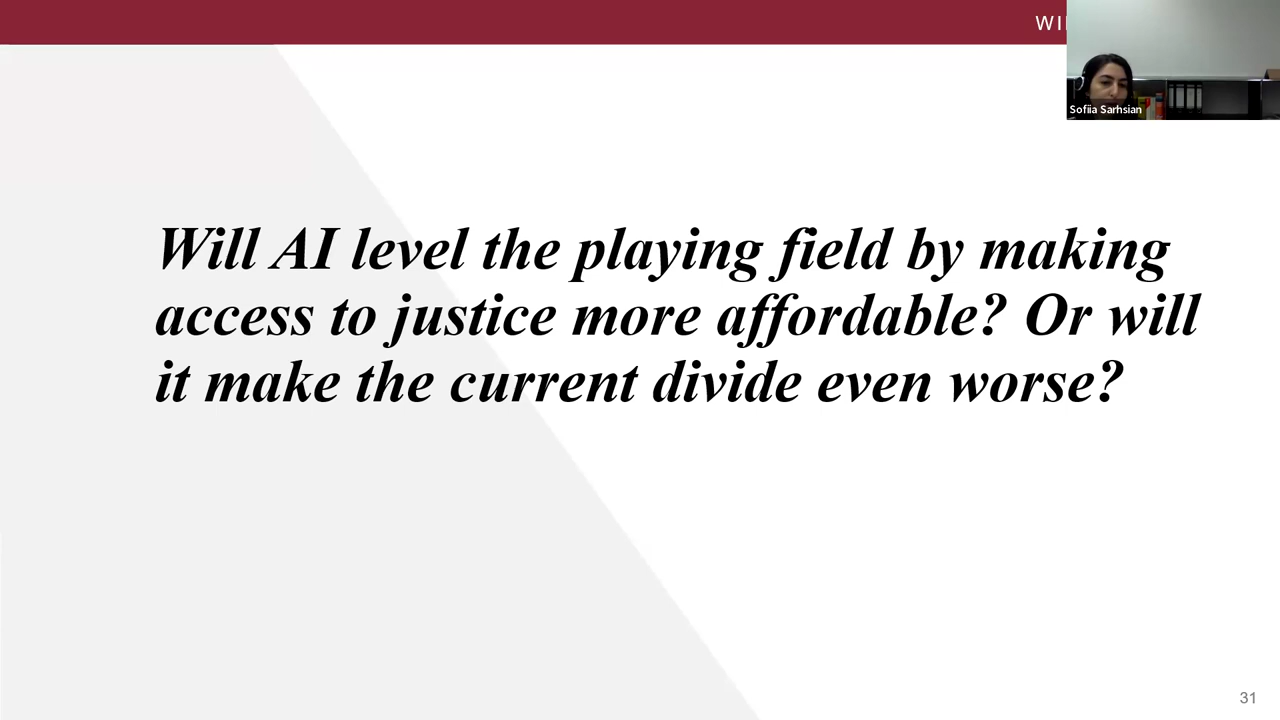 Sofiia Sarhsian
Will AI level the playing field by making
access to justice more affordable? Or will
it make the current divide even worse?
31